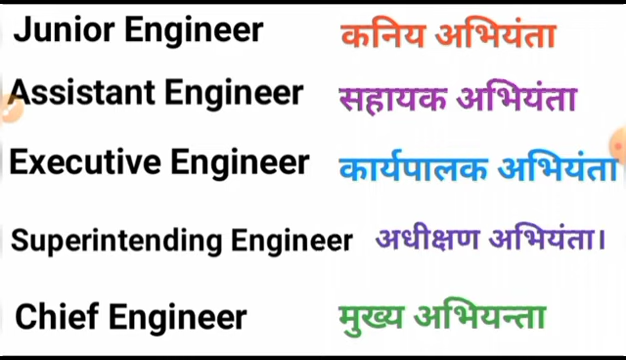 Junior Engineer कनिय अभियंता
Assistant Engineer सहायक अभियंता
Executive Engineer कार्यपालक अभियंता
Superintending Engineer अधीक्षण अभियंता।
Chief Engineer मुख्य अभियन्ता